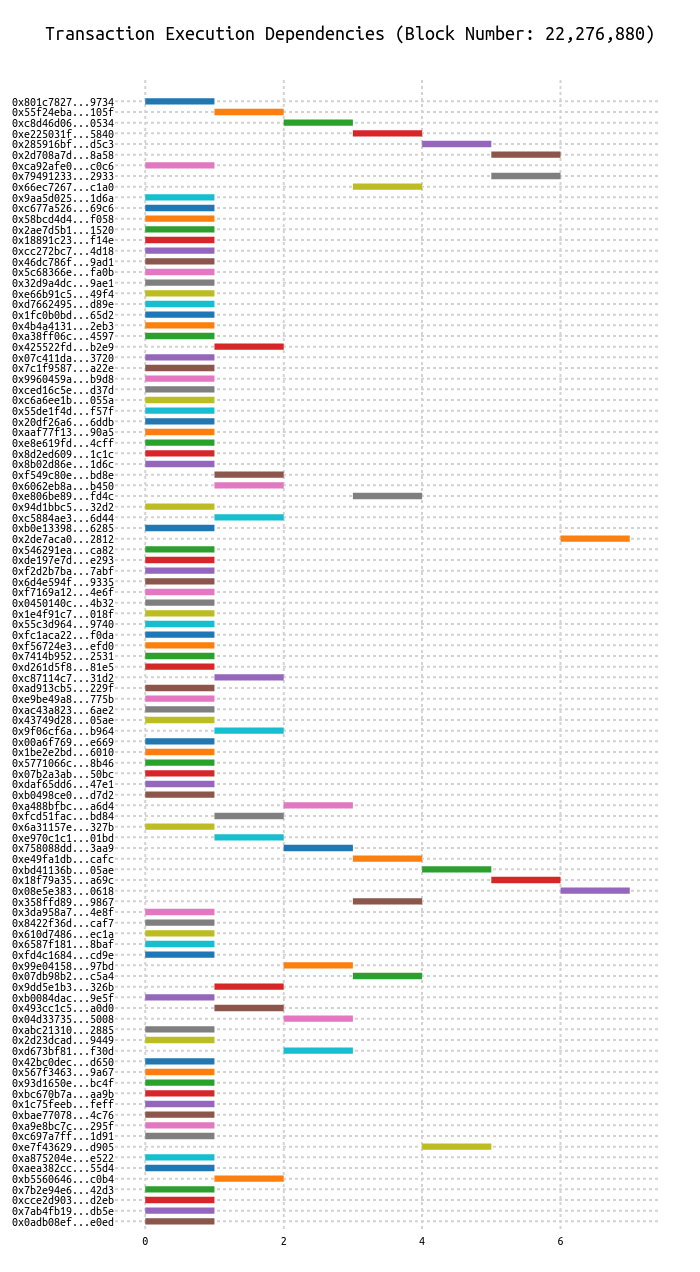 Transaction Execution Dependencies (Block Number: 22,276,880)
0x801c7827...9734
0x55f24eba...105f
0xc8d46d06...0534
0xe225031f...5840
0x285916bf...d5c3
0x2d708a7d...8a58
0xca92afe0...c0c6
0x79491233...2933
0x66ec7267...c1a0
0x9aa5d025...1d6a
0xc677a526...69c6
0x58bcd4d4...f058
0x2ae7d5b1...1520
0x18891c23...f14e
0xcc272bc7...4d18
0x46dc786f...9ad1
0x5c68366e...fa0b
0x32d9a4dc...9ae1
0xe66b91c5...49f4
0xd7662495...d89e
0x1fc0b0bd...65d2
0x4b4a4131...2eb3
0xa38ff06c...4597
0x425522fd...b2e9
0x07c411da...3720
0x7c1f9587...a22e
0x9960459a...b9d8
0xced16c5e...d37d
0xc6a6ee1b...055a
0x55de1f4d...f57f
0x20df26a6...6ddb
0xaaf77f13...90a5
0xe8e619fd...4cff
0x8d2ed609...1c1c
0x8b02d86e...1d6c
0xf549c80e...bd8e
0x6062eb8a...b450
0xe806be89...fd4c
0x94d1bbc5...32d2
0xc5884ae3...6d44
0xb0e13398...6285
0x2de7aca0...2812
0x546291ea...ca82
0xde197e7d...e293
0xf2d2b7ba...7abf
0x6d4e594f...9335
0xf7169a12...4e6f
0x0450140c...4b32
0x1e4f91c7...018f
0x55c3d964...9740
0xfc1aca22...f0da
0xf56724e3...efd0
0x7414b952...2531
0xd261d5f8...81e5
0xc87114c7...31d2
0xad913cb5...229f
0xe9be49a8...775b
0xac43a823...6ae2
0x43749d28...05ae
0x9f06cf6a...b964
0x00a6f769...e669
0x1be2e2bd...6010
0x5771066c...8b46
0x07b2a3ab...50bc
0xdaf65dd6...47e1
0xb0498ce0...d7d2
0xa488bfbc...a6d4
0xfcd51fac...bd84
0x6a31157e...327b
0xe970c1c1...01bd
0x758088dd...3aa9
0xe49fa1db...cafc
0xbd41136b...05ae
0x18f79a35...a69c
0x08e5e383...0618
0x358ffd89...9867
0x3da958a7...4e8f
0x8422f36d...caf7
0x610d7486...ec1a
0x6587f181...8baf
0xfd4c1684...cd9e
0x99e04158...97bd
0x07db98b2...c5a4
0x9dd5e1b3...326b
0xb0084dac...9e5f
0x493cc1c5...a0d0
0x04d33735...5008
0xabc21310...2885
0x2d23dcad...9449
0xd673bf81...f30d
0x42bc0dec...d650
0x567f3463...9a67
0x93d1650e...bc4f
0xbc670b7a...aa9b
0x1c75feeb...feff
0xbae77078...4c76
0xa9e8bc7c...295f
0xc697a7ff...1d91
0xe7f43629...d905
0xa875204e...e522
0xaea382cc...55d4
0xb5560646...c0b4
0x7b2e94e6...42d3
0xcce2d903...d2eb
0x7ab4fb19...db5e
0x0adb08ef...e0ed
0 2 4 6